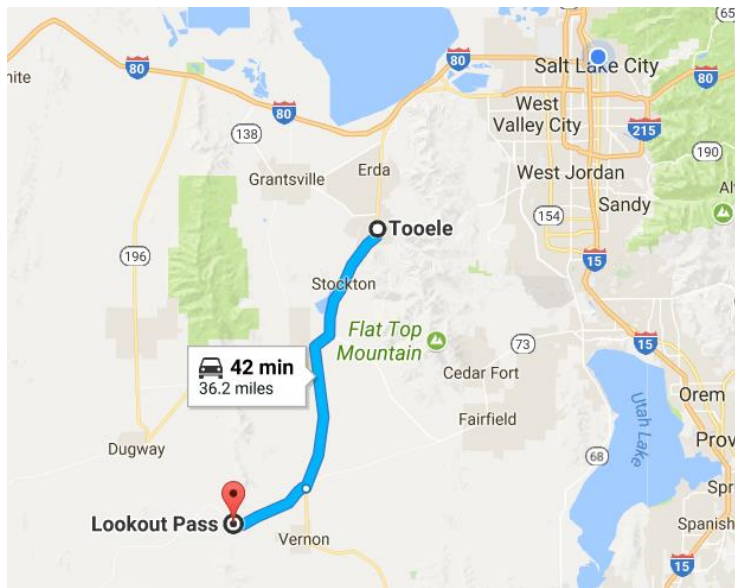 65
Salt Lake City
80
80
80
80
nite
West
Valley City
215
138
190
Erda
Grantsville
West Jordan
Al
Sandy
154
Tooele
196
15
Stockton
Flat Top
Mountain
73
15
42 min
36.2 miles
Cedar Fort
Orem
Fairfield
Utah Lake
Prov
Dugway
68
Spr
Lookout Pass
Vernon
Spanish
15